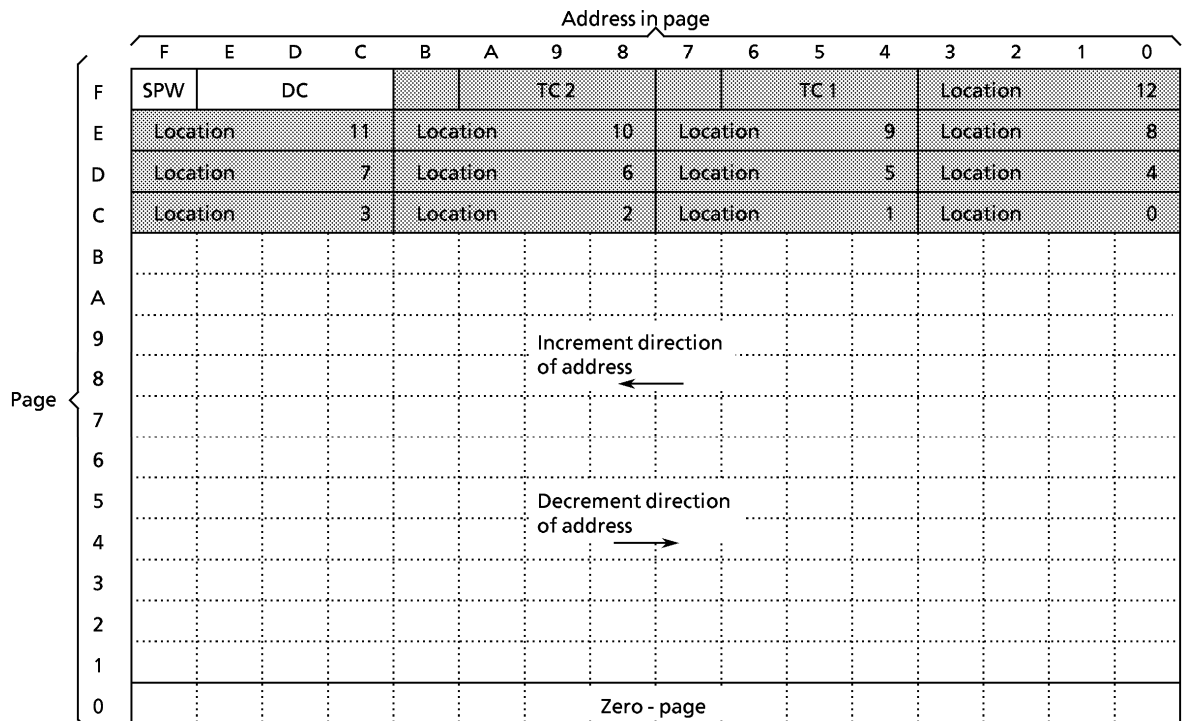 Address in page
F E D C B A 9 8 7 6 5 4 3 2 1 0
F SPW DC TC 2 TC 1 Location 12
E Location 11 Location 10 Location 9 Location 8
D Location 7 Location 6 Location 5 Location 4
C Location 3 Location 2 Location 1 Location 0
B
A
9 Increment direction
of address
8
Page
7
6
5 Decrement direction
of address
4
3
2
1
0 Zero - page